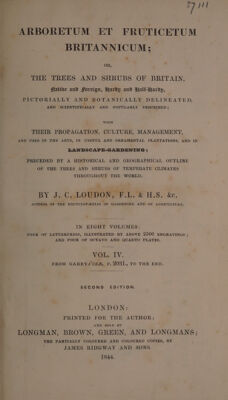 ARBORETUM ET FRUTICETUM
BRITANNICUM;
OR,
THE TREES AND SHRUBS OF BRITAIN,
Native and Foreign, Hardy and Half-Hardy,
PICTORIALLY AND BOTANICALLY DELINEATED,
AND SCIENTIFICALLY AND POPULARLY DESCRIBED;
WITH
THEIR PROPAGATION, CULTURE, MANAGEMENT,
AND USES IN THE ARTS, IN USEFUL AND ORNAMENTAL PLANTATIONS, AND IN
LANDSCAPE-GARDENING;
PRECEDED BY A HISTORICAL AND GEOGRAPHICAL OUTLINE
OF THE TREES AND SHRUBS OF TEMPERATE CLIMATES
THROUGHOUT THE WORLD.
BY J. C. LOUDON, F.L. & H.S. &c.
AUTHOR OF THE ENCYCLOPÆDIAS OF GARDENING AND OF AGRICULTURE.
IN EIGHT VOLUMES:
FOUR OF LETTERPRESS, ILLUSTRATED BY ABOVE 2500 ENGRAVINGS;
AND FOUR OF OCTAVO AND QUARTO PLATES.
VOL. IV.
FROM GARRYACEÆ, P. 2031., TO THE END.
SECOND EDITION.
LONDON:
PRINTED FOR THE AUTHOR;
AND SOLD BY
LONGMAN, BROWN, GREEN, AND LONGMANS;
THE PARTIALLY COLOURED AND COLOURED COPIES, BY
JAMES RIDGWAY AND SONS.
1844.